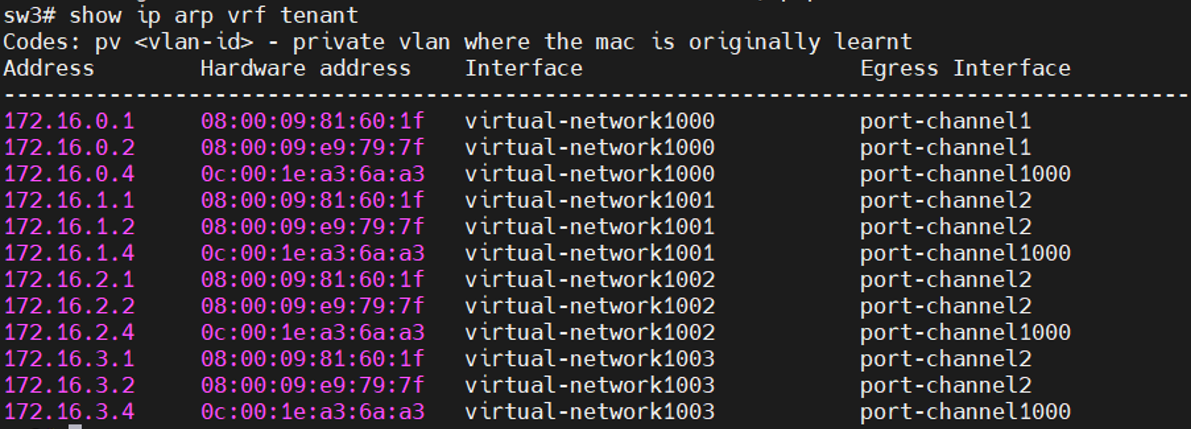 sw3# show ip arp vrf tenant
Codes: pv <vlan-id> - private vlan where the mac is originally learnt
Address        Hardware address    Interface                     Egress Interface
------------------------------------------------------------------------------------------
172.16.0.1     08:00:09:81:60:1f   virtual-network1000           port-channel1
172.16.0.2     08:00:09:e9:79:7f   virtual-network1000           port-channel1
172.16.0.4     0c:00:1e:a3:6a:a3   virtual-network1000           port-channel1000
172.16.1.1     08:00:09:81:60:1f   virtual-network1001           port-channel2
172.16.1.2     08:00:09:e9:79:7f   virtual-network1001           port-channel2
172.16.1.4     0c:00:1e:a3:6a:a3   virtual-network1001           port-channel1000
172.16.2.1     08:00:09:81:60:1f   virtual-network1002           port-channel2
172.16.2.2     08:00:09:e9:79:7f   virtual-network1002           port-channel2
172.16.2.4     0c:00:1e:a3:6a:a3   virtual-network1002           port-channel1000
172.16.3.1     08:00:09:81:60:1f   virtual-network1003           port-channel2
172.16.3.2     08:00:09:e9:79:7f   virtual-network1003           port-channel2
172.16.3.4     0c:00:1e:a3:6a:a3   virtual-network1003           port-channel1000